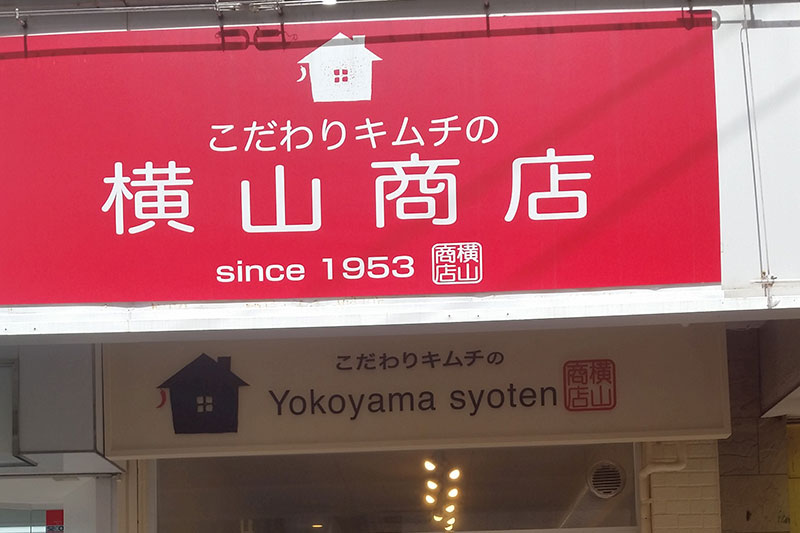 こだわりキムチの
横山商店
since 1953 横山商店
こだわりキムチの
Yokoyama syoten 横山商店